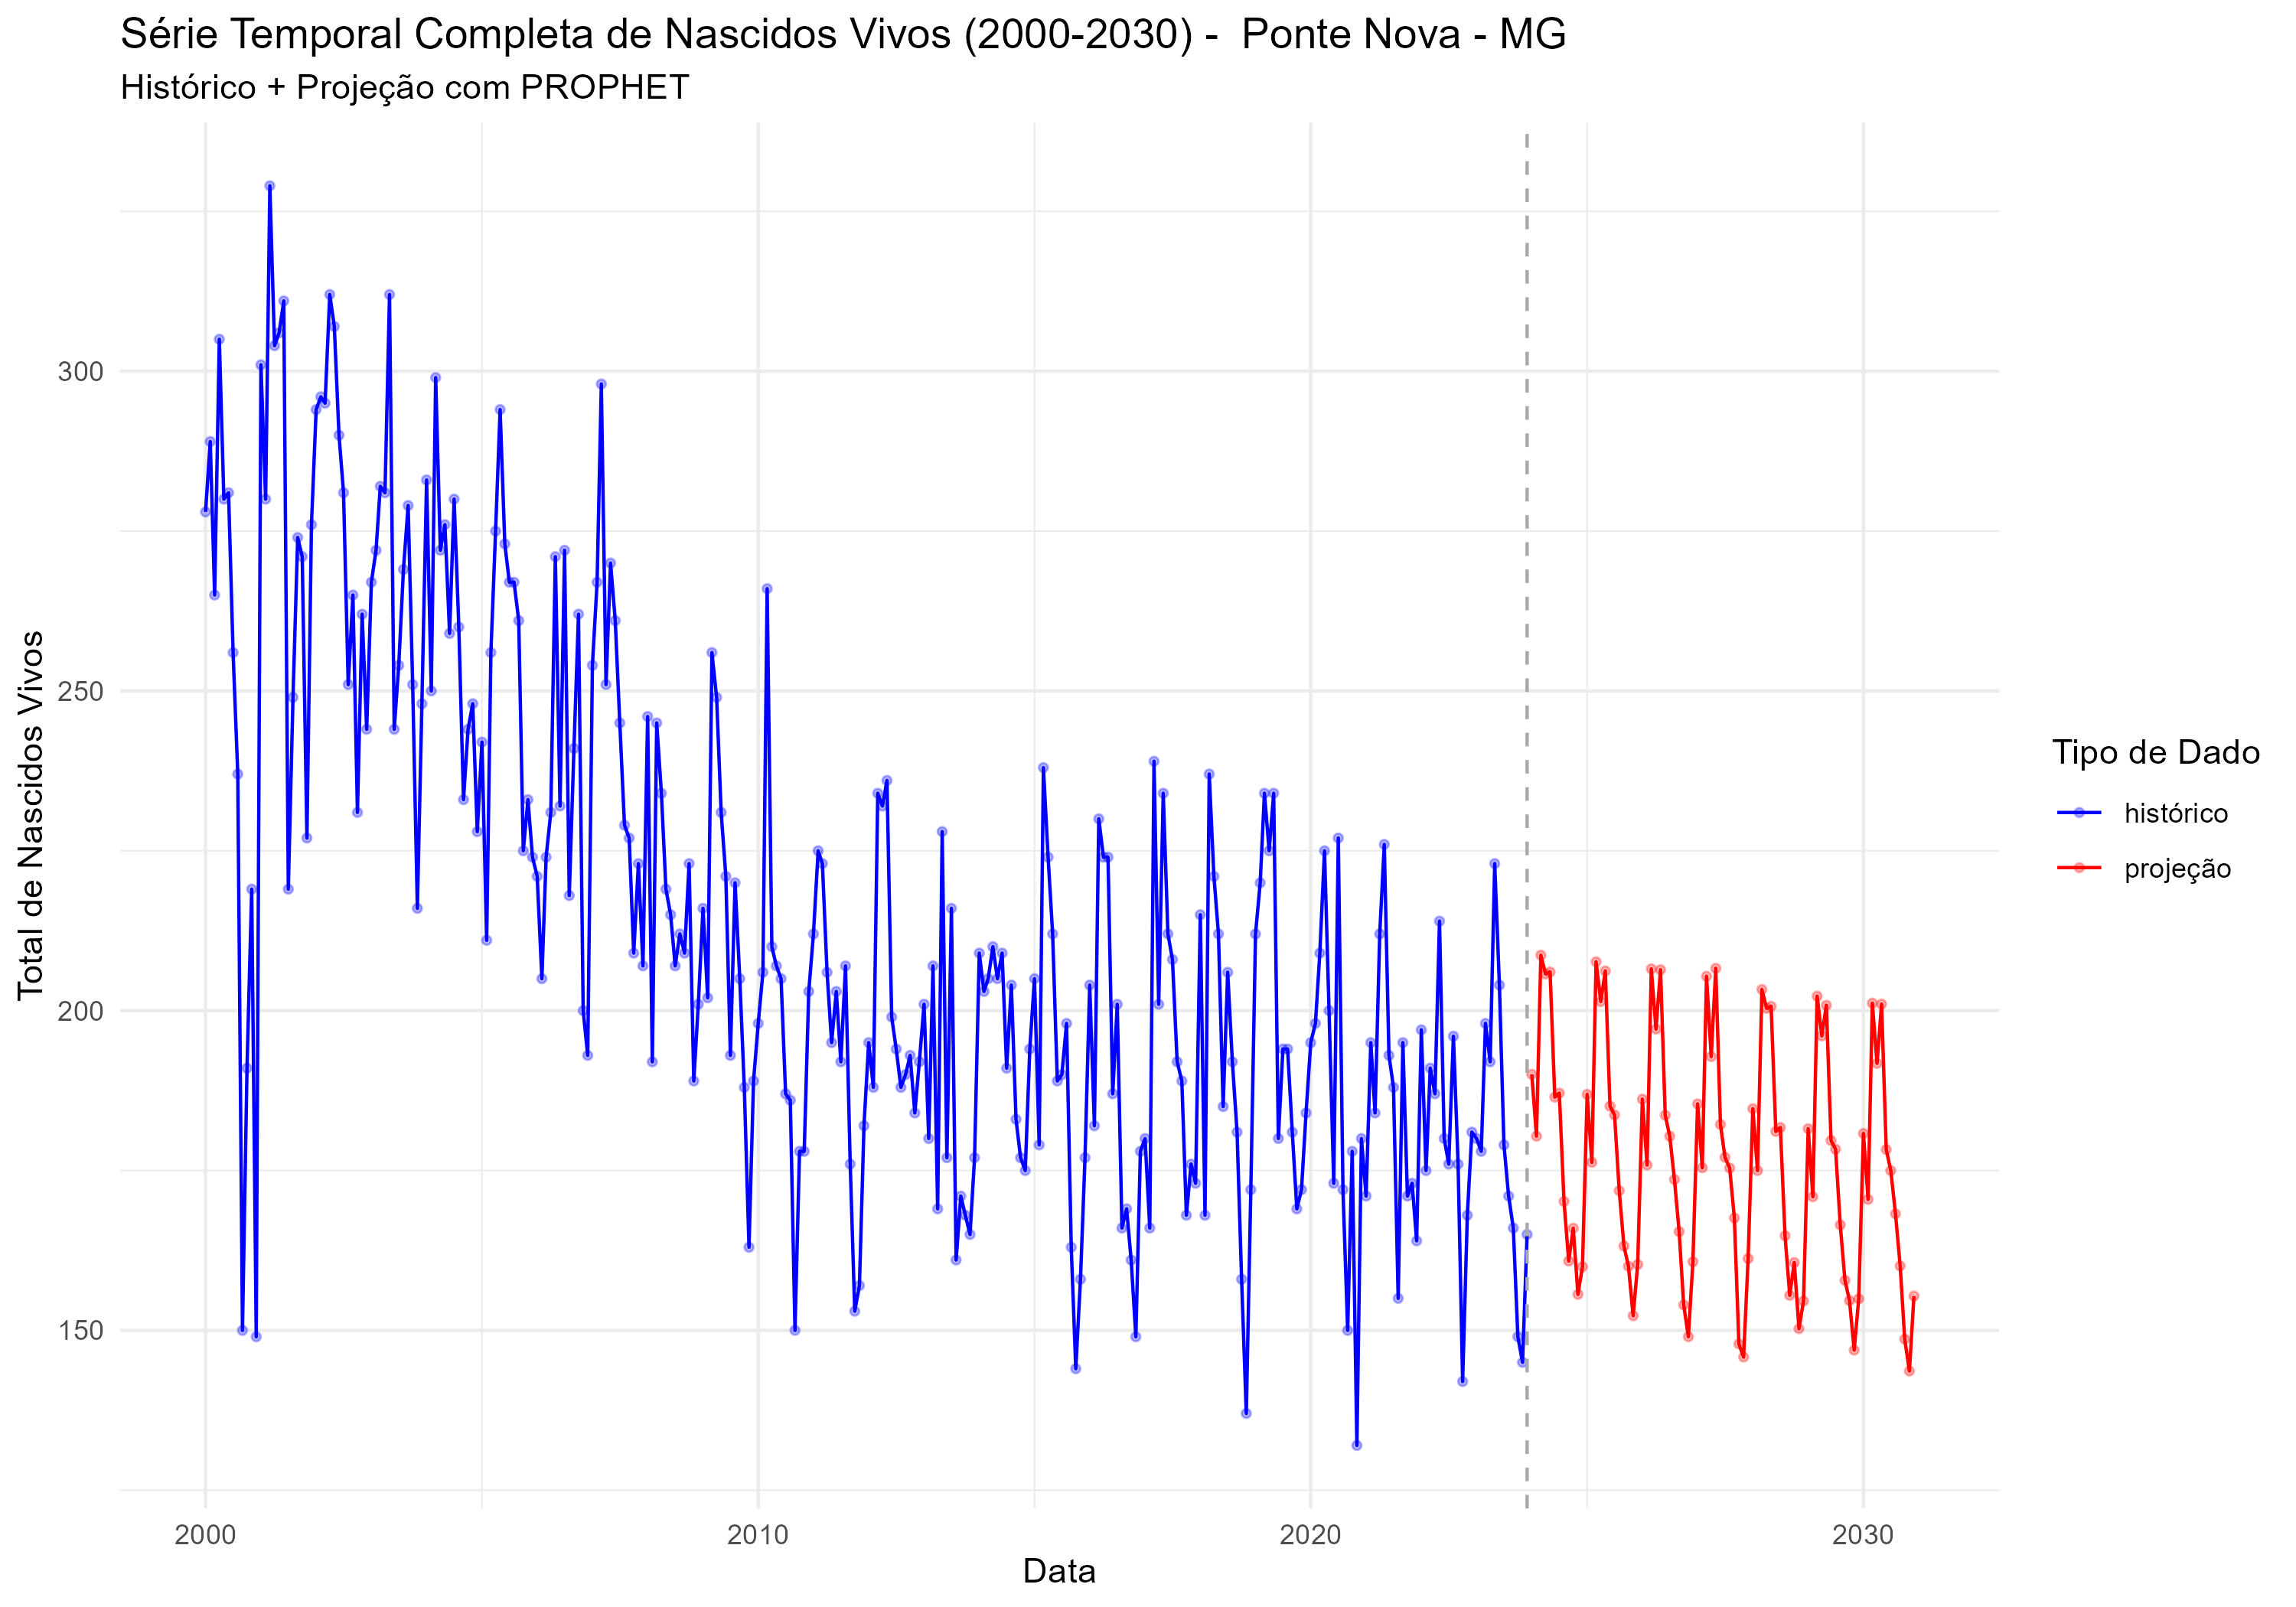 Série Temporal Completa de Nascidos Vivos (2000-2030) -  Ponte Nova - MG
Histórico + Projeção com PROPHET
Total de Nascidos Vivos
300
250
200
150
2000
2010
2020
2030
Data
Tipo de Dado
histórico
projeção